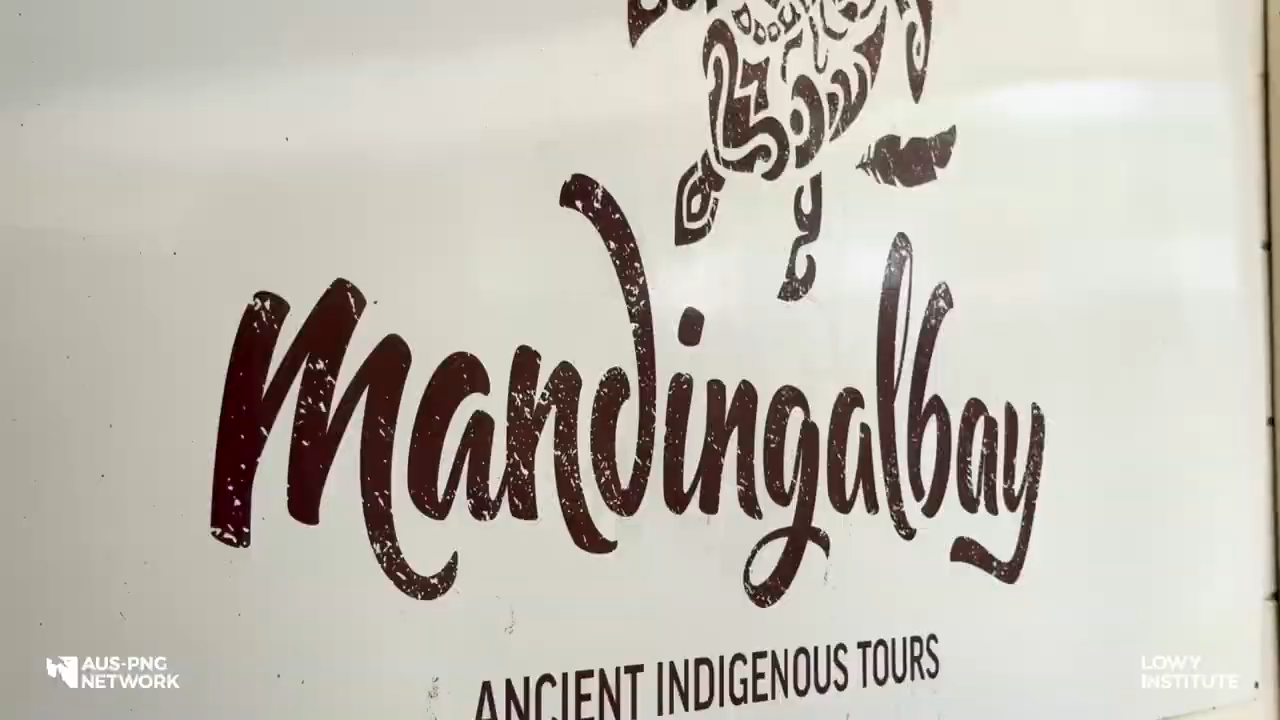 Mandingalbay
ANCIENT INDIGENOUS TOURS
AUS-PNG
NETWORK
LOWY
INSTITUTE